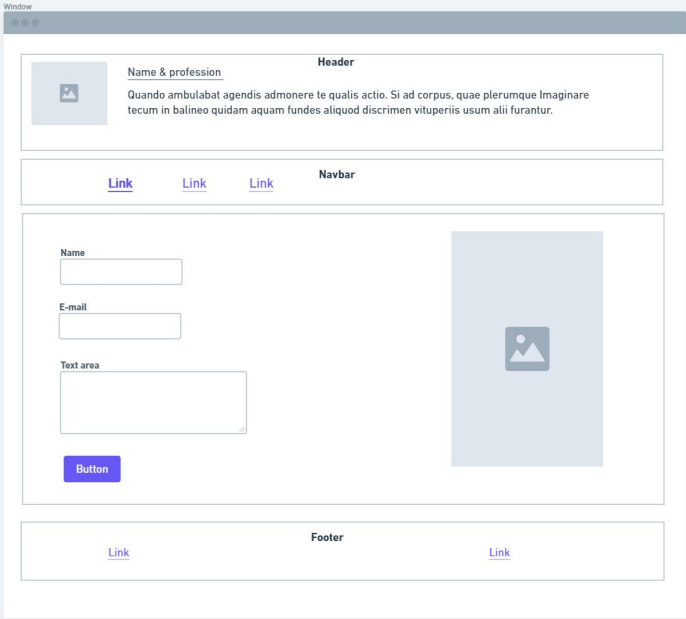 Window
Header
Name & profession
Quando ambulabat agendis admonere te qualis actio. Si ad corpus, quae plerumque Imaginare
tecum in balineo quidam aquam fundes aliquod discrimen vituperiis usum alii furantur.
Navbar
Link Link Link
Name
E-mail
Text area
Button
Footer
Link Link